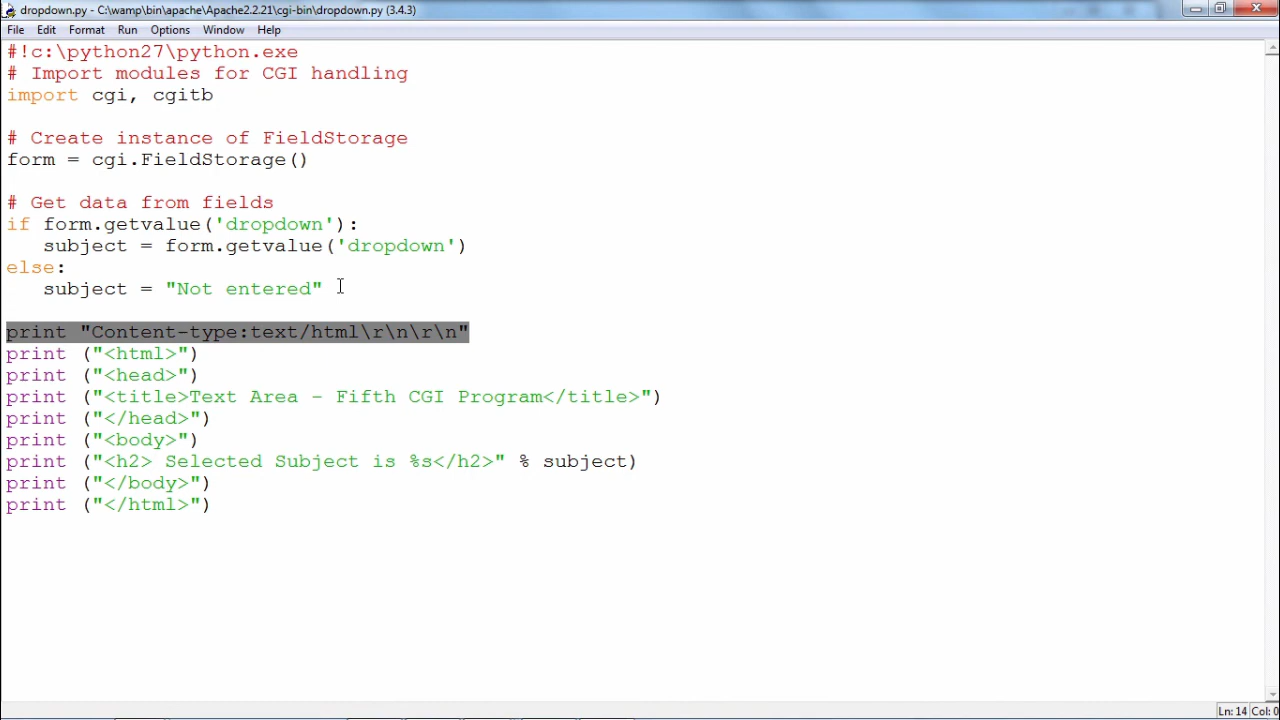 dropdown.py - C:\wamp\bin\apache\Apache2.2.21\cgi-bin\dropdown.py (3.4.3)
File Edit Format Run Options Window Help
#!c:\python27\python.exe
# Import modules for CGI handling
import cgi, cgitb
# Create instance of FieldStorage
form = cgi.FieldStorage()
# Get data from fields
if form.getvalue('dropdown'):
   subject = form.getvalue('dropdown')
else:
   subject = "Not entered"
print "Content-type:text/html\r\n\r\n"
print ("<html>")
print ("<head>")
print ("<title>Text Area - Fifth CGI Program</title>")
print ("</head>")
print ("<body>")
print ("<h2> Selected Subject is %s</h2>" % subject)
print ("</body>")
print ("</html>")
Ln: 14 Col: 0